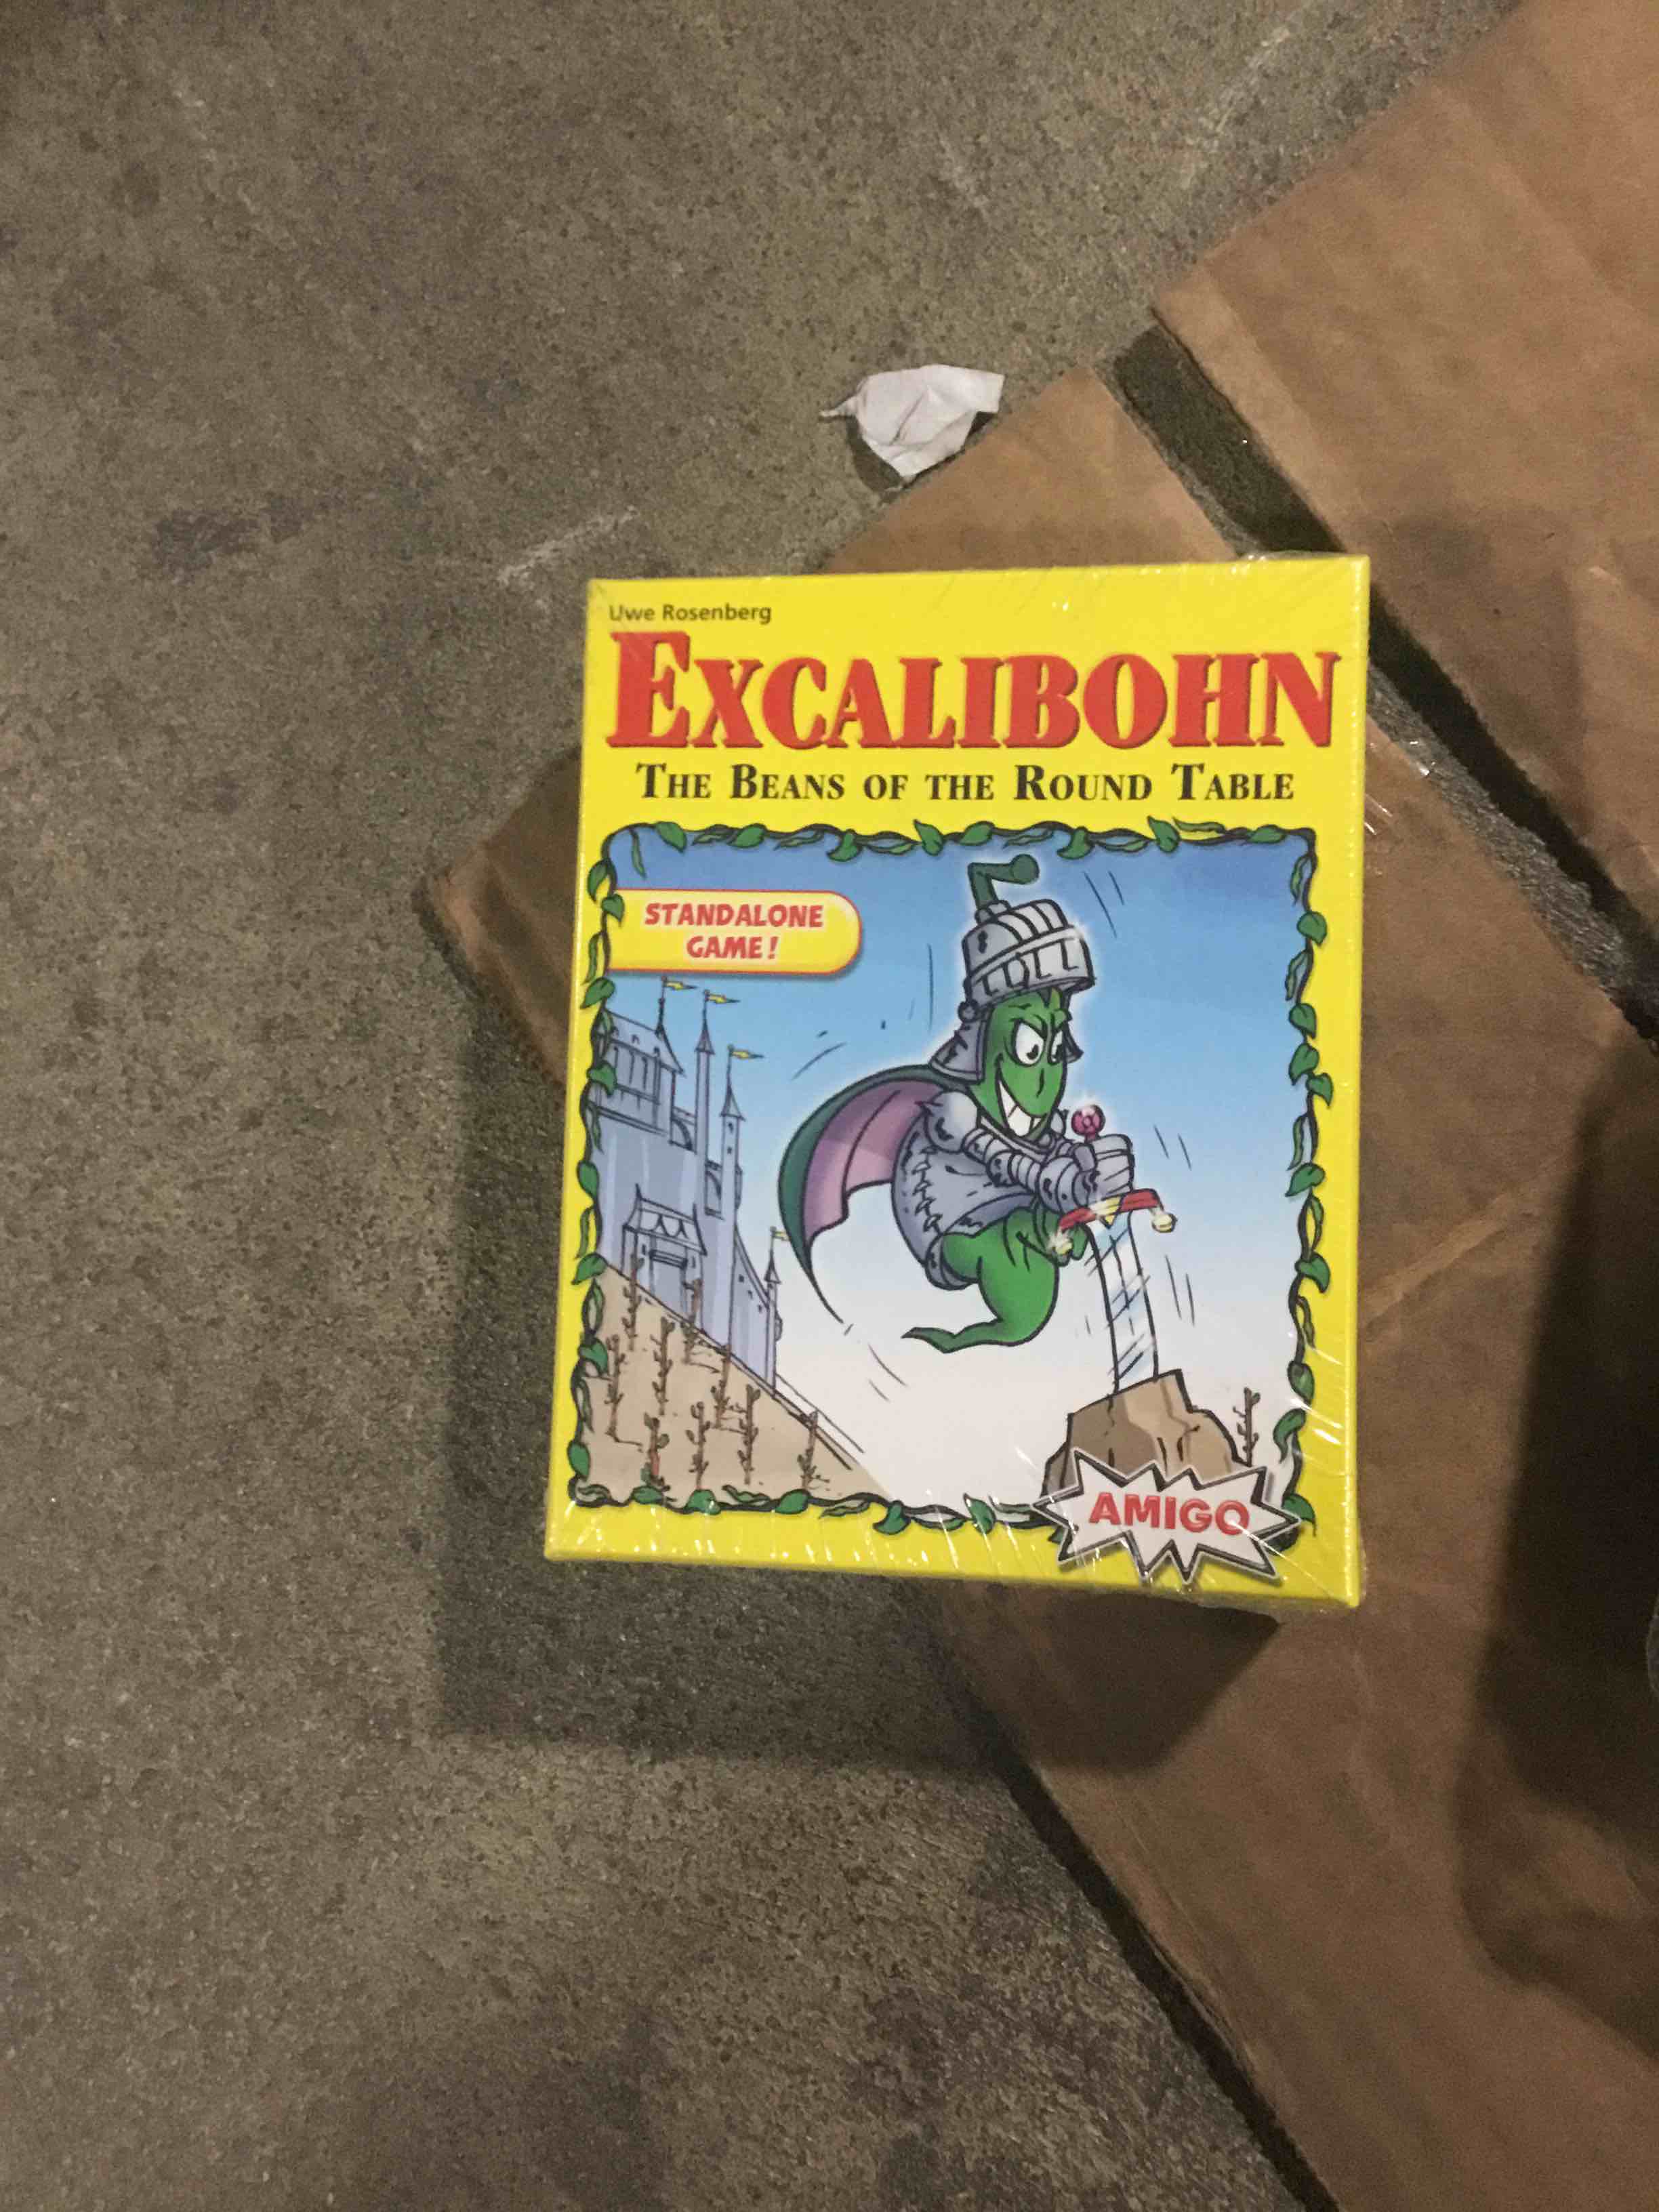 Uwe Rosenberg
EXCALIBOHN
THE BEANS OF THE ROUND TABLE
STANDALONE
GAME!
AMIGO